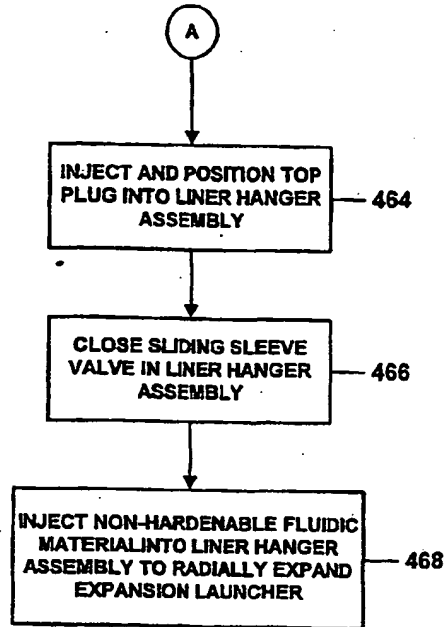 A
INJECT AND POSITION TOP
PLUG INTO LINER HANGER
ASSEMBLY
464
CLOSE SLIDING SLEEVE
VALVE IN LINER HANGER
ASSEMBLY
466
INJECT NON-HARDENABLE FLUIDIC
MATERIALINTO LINER HANGER
ASSEMBLY TO RADIALLY EXPAND
EXPANSION LAUNCHER
468